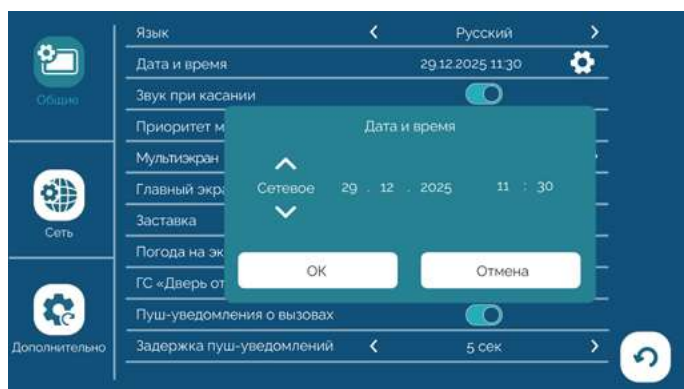 Язык
Русский
Дата и время
29.12.2025 11:30
Звук при касании
Общие
Приоритет м
Дата и время
Мультиэкран
Главный экра
Сетевое 29 . 12 . 2025 11 : 30
Сеть
Заставка
Погода на эк
ОК
Отмена
ГС «Дверь от
Пуш-уведомления о вызовах
Дополнительно
Задержка пуш-уведомлений
5 сек